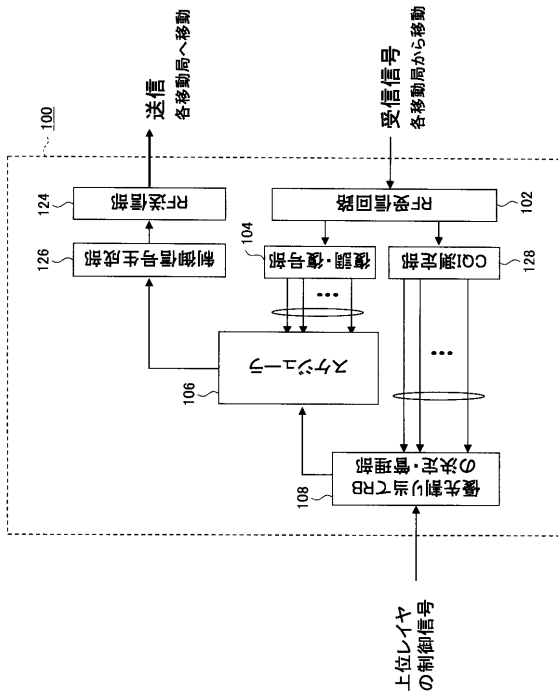 100
送信
各移動局へ移動
124
RF送信部
126
制御信号生成部
受信信号
各移動局から移動
RF受信回路
102
104
復調・復号部
CQI測定部
128
スケジューラ
106
優先割り当てRB
の決定・管理部
108
上位レイヤ
の制御信号